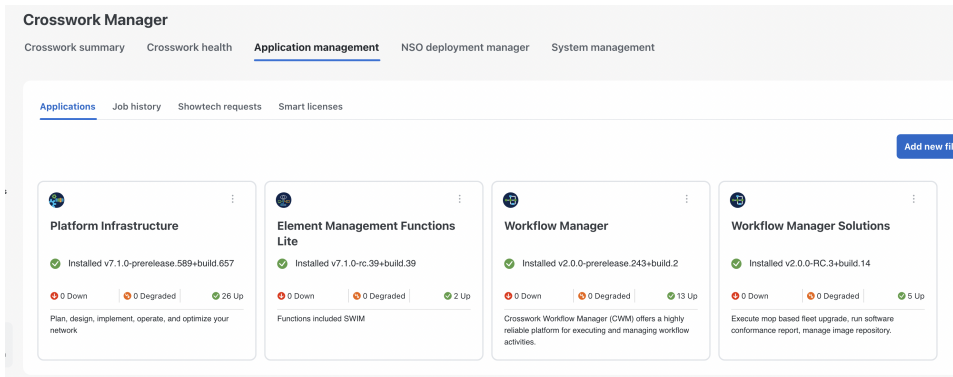 Crosswork Manager
Crosswork summary Crosswork health Application management NSO deployment manager System management
Applications Job history Showtech requests Smart licenses
Add new fil
Platform Infrastructure
Installed v7.1.0-prerelease.589+build.657
0 Down 0 Degraded 26 Up
Plan, design, implement, operate, and optimize your
network
Element Management Functions
Lite
Installed v7.1.0-rc.39+build.39
0 Down 0 Degraded 2 Up
Functions included SWIM
Workflow Manager
Installed v2.0.0-prerelease.243+build.2
0 Down 0 Degraded 13 Up
Crosswork Workflow Manager (CWM) offers a highly
reliable platform for executing and managing workflow
activities.
Workflow Manager Solutions
Installed v2.0.0-RC.3+build.14
0 Down 0 Degraded 5 Up
Execute mop based fleet upgrade, run software
conformance report, manage image repository.